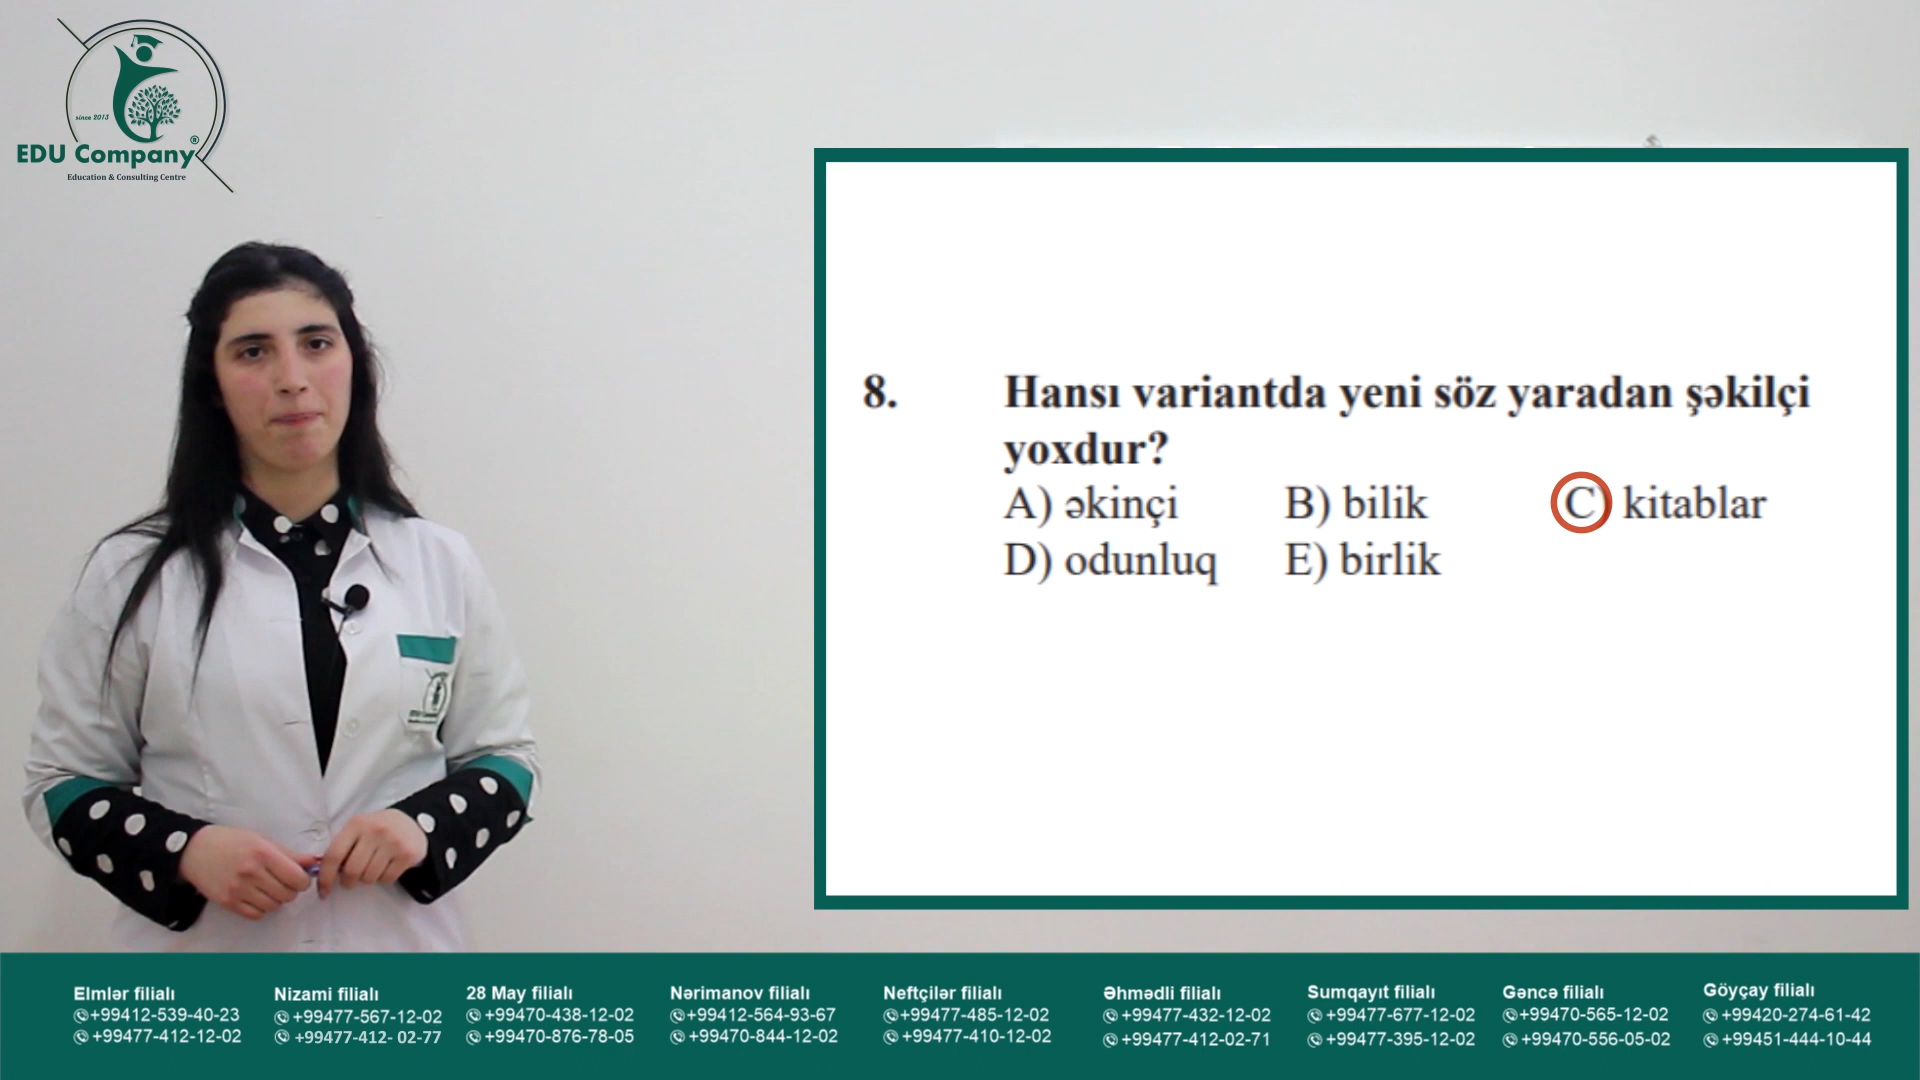 since 2013
EDU Company®
Education & Consulting Centre
8. Hansı variantda yeni söz yaradan şəkilçi
yoxdur?
A) əkinçi B) bilik C) kitablar
D) odunluq E) birlik
Elmlər filialı
+99412-539-40-23
+99477-412-12-02
Nizami filialı
+99477-567-12-02
+99477-412- 02-77
28 May filialı
+99470-438-12-02
+99470-876-78-05
Nərimanov filialı
+99412-564-93-67
+99470-844-12-02
Neftçilər filialı
+99477-485-12-02
+99477-410-12-02
Əhmədli filialı
+99477-432-12-02
+99477-412-02-71
Sumqayıt filialı
+99477-677-12-02
+99477-395-12-02
Gəncə filialı
+99470-565-12-02
+99470-556-05-02
Göyçay filialı
+99420-274-61-42
+99451-444-10-44